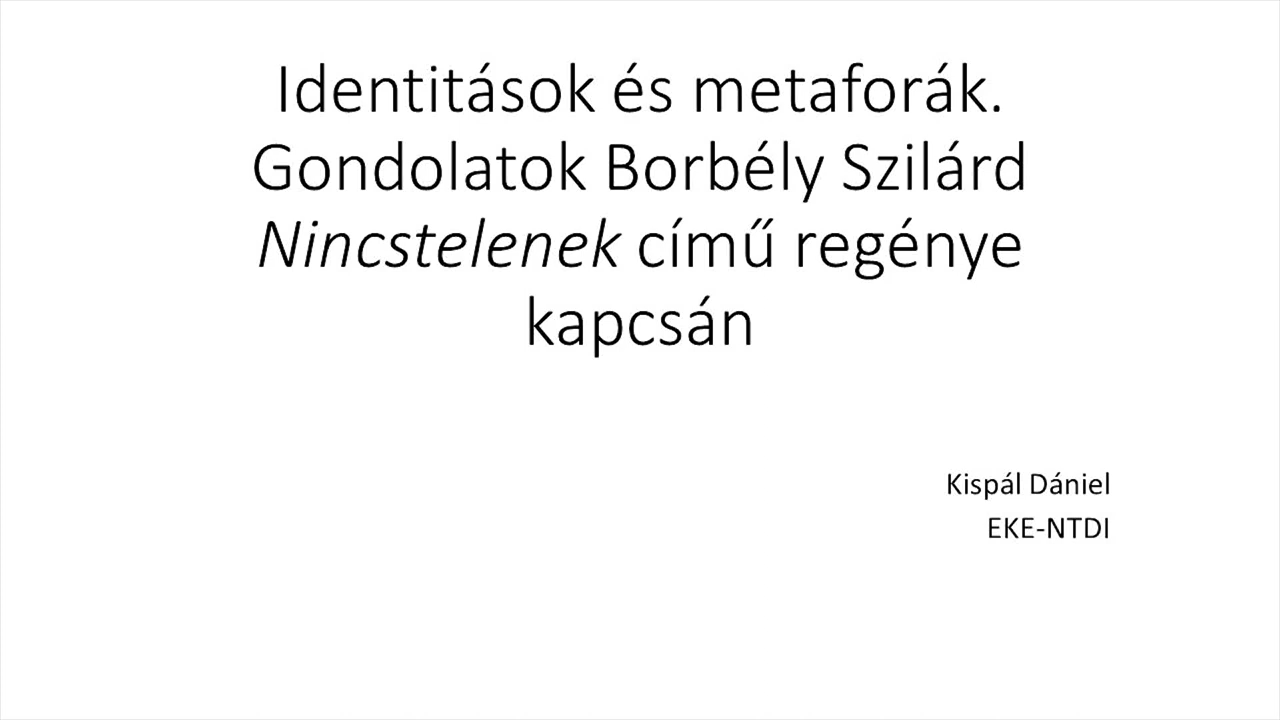 Identitások és metaforák.
Gondolatok Borbély Szilárd
Nincstelenek című regénye
kapcsán
Kispál Dániel
EKE-NTDI